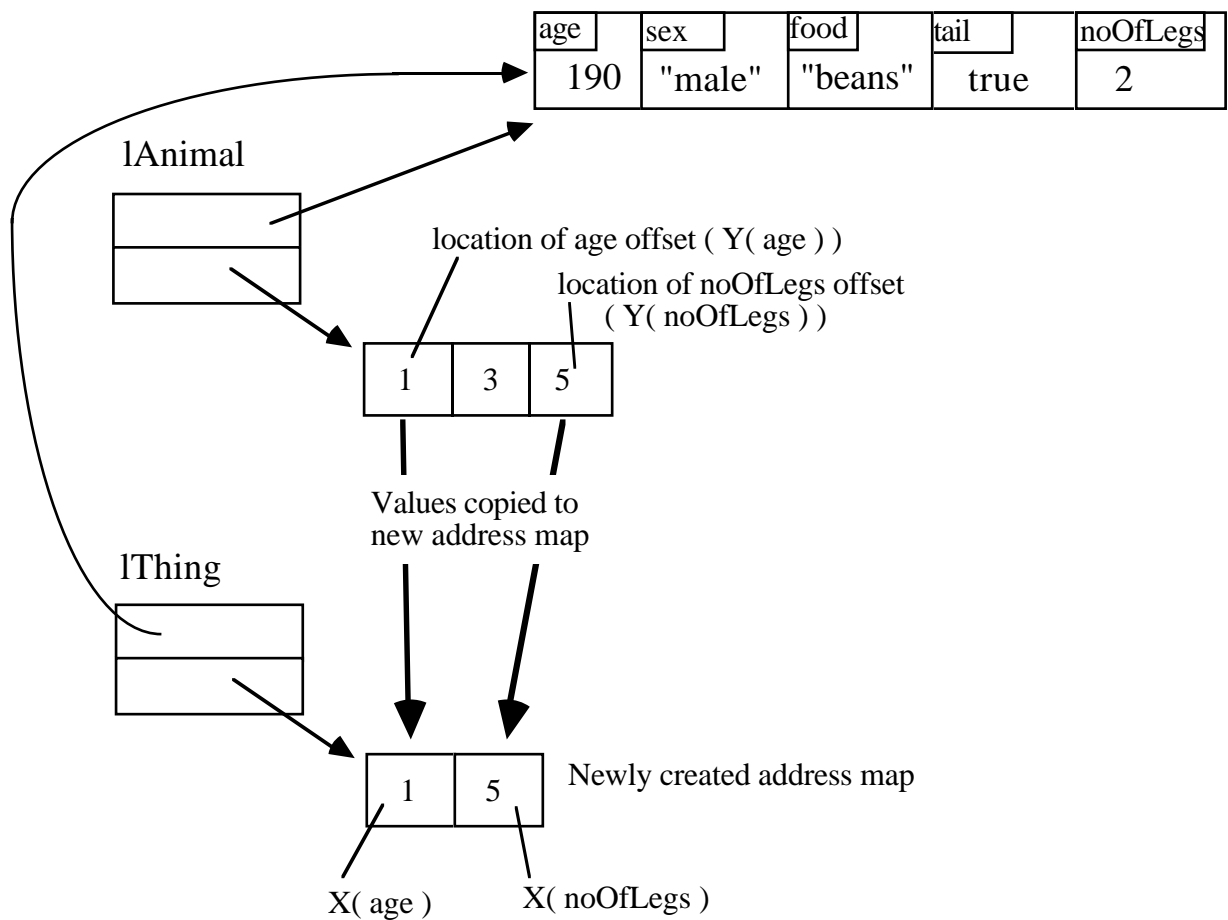 age sex food tail noOfLegs
190 "male" "beans" true 2
lAnimal
location of age offset ( Y( age ) )
location of noOfLegs offset
( Y( noOfLegs ) )
1 3 5
Values copied to
new address map
lThing
1 5
Newly created address map
X( age )
X( noOfLegs )